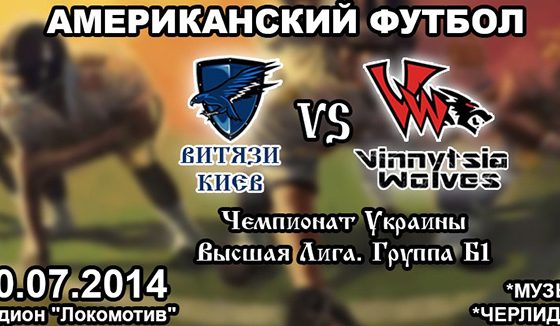 АМЕРИКАНСКИЙ ФУТБОЛ
VS
ВИТЯЗИ
КИЕВ
Vinnytsia
Wolves
Чемпионат Украины
Высшая Лига. Группа Б1
0.07.2014
дион "Локомотив"
*МУЗЫ
*ЧЕРЛИД